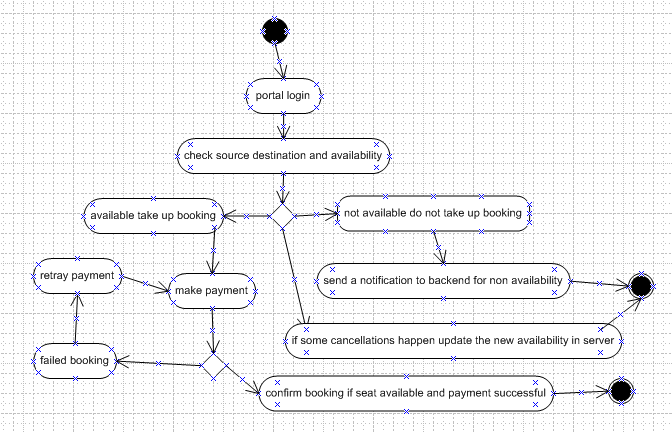 portal login
check source destination and availability
available take up booking
not available do not take up booking
retray payment
make payment
send a notification to backend for non availability
if some cancellations happen update the new availability in server
failed booking
confirm booking if seat available and payment successful